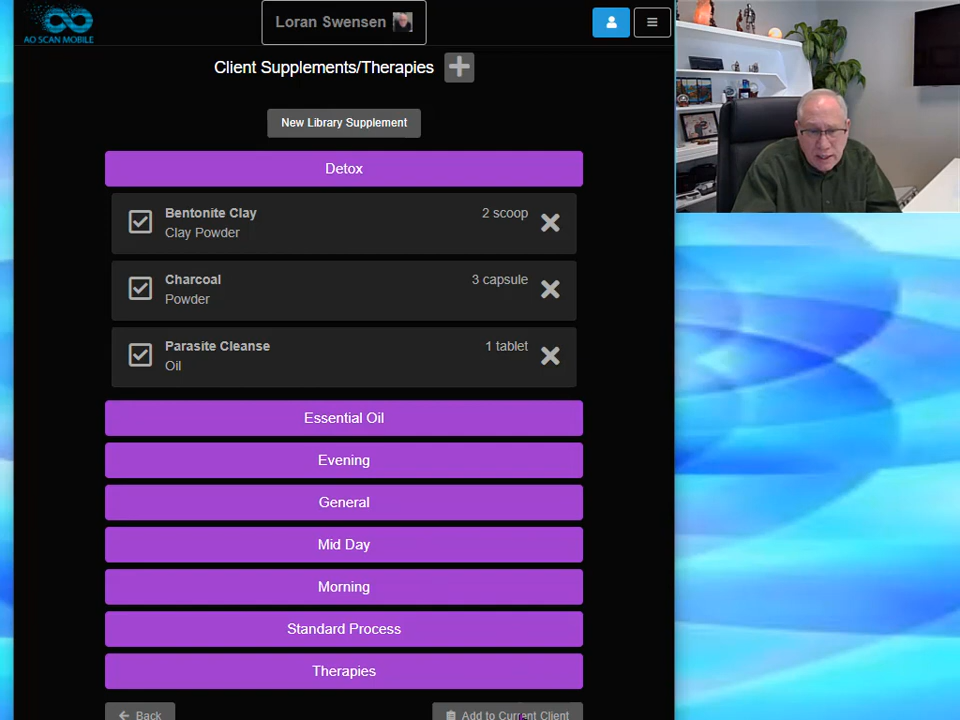 AO SCAN MOBILE
Loran Swensen
Client Supplements/Therapies
New Library Supplement
Detox
Bentonite Clay 2 scoop
Clay Powder
Charcoal 3 capsule
Powder
Parasite Cleanse 1 tablet
Oil
Essential Oil
Evening
General
Mid Day
Morning
Standard Process
Therapies
Back Add to Current Client